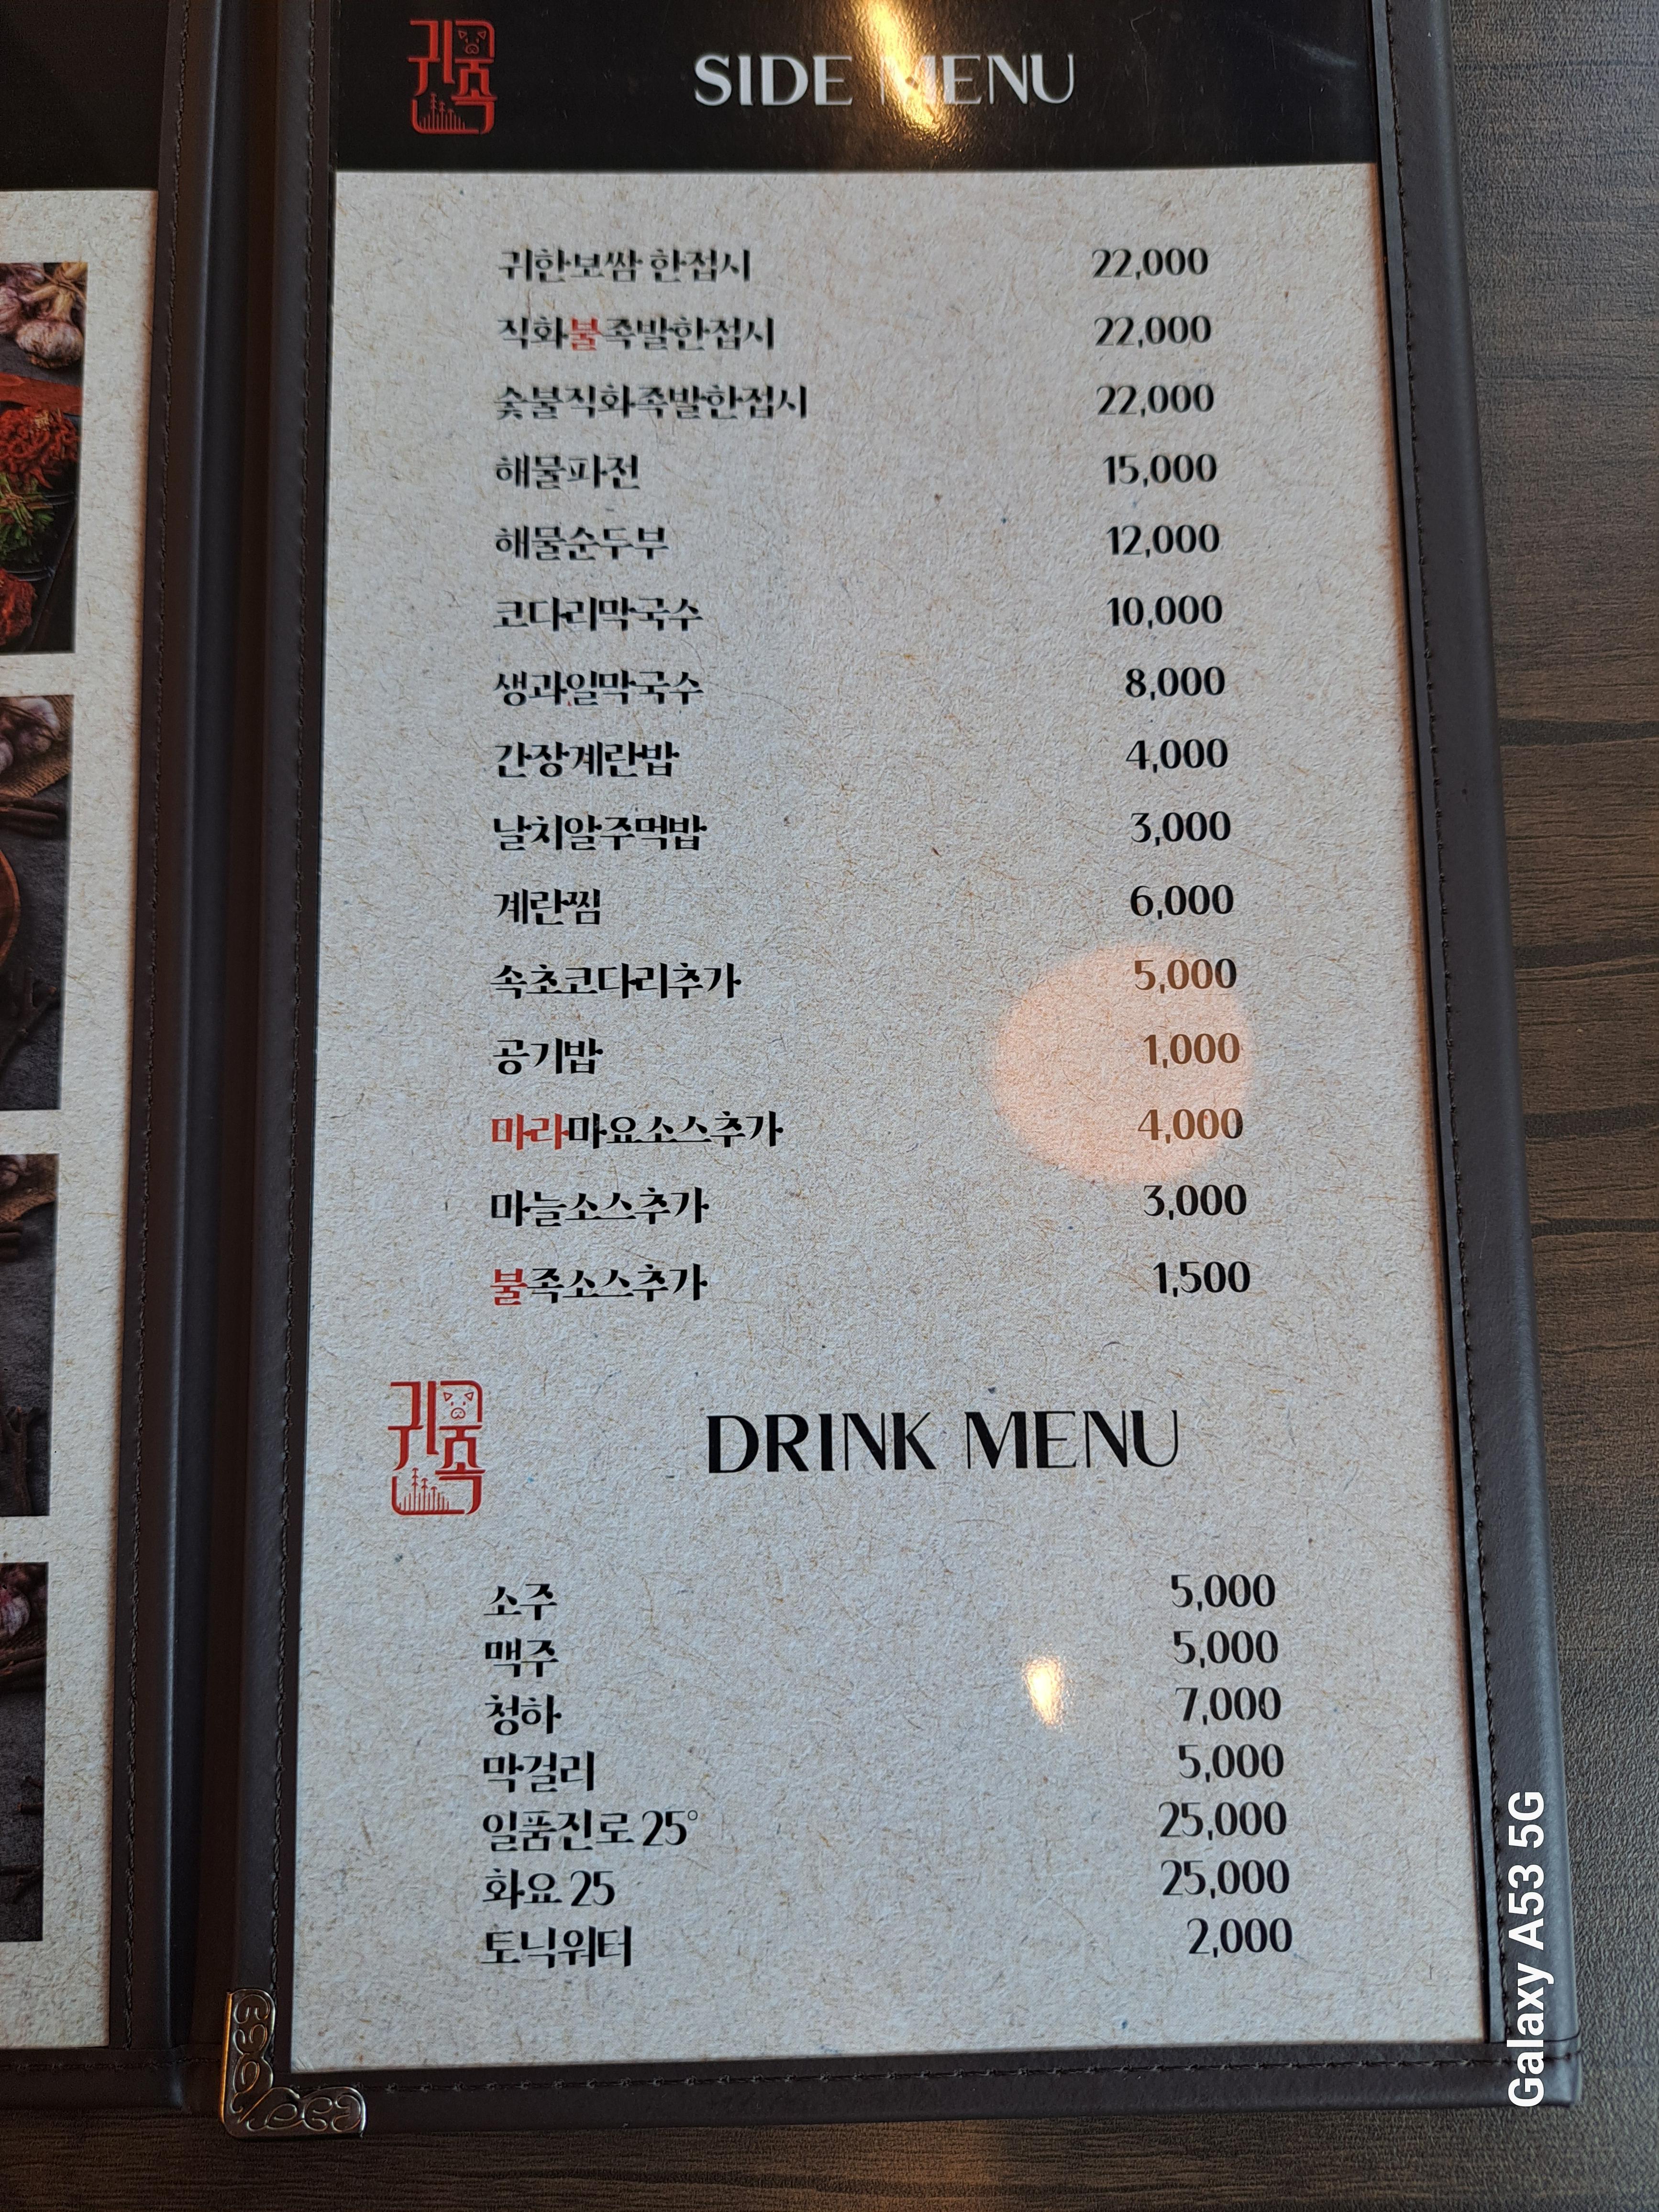 귀한족
SIDE MENU
귀한보쌈 한접시 22,000
직화불족발한접시 22,000
숯불직화족발한접시 22,000
해물파전 15,000
해물순두부 12,000
코다리막국수 10,000
생과일막국수 8,000
간장계란밥 4,000
날치알주먹밥 3,000
계란찜 6,000
속초코다리추가 5,000
공기밥 1,000
마라마요소스추가 4,000
마늘소스추가 3,000
불족소스추가 1,500
귀한족
DRINK MENU
소주 5,000
맥주 5,000
청하 7,000
막걸리 5,000
일품진로 25° 25,000
화요 25 25,000
토닉워터 2,000
Galaxy A53 5G